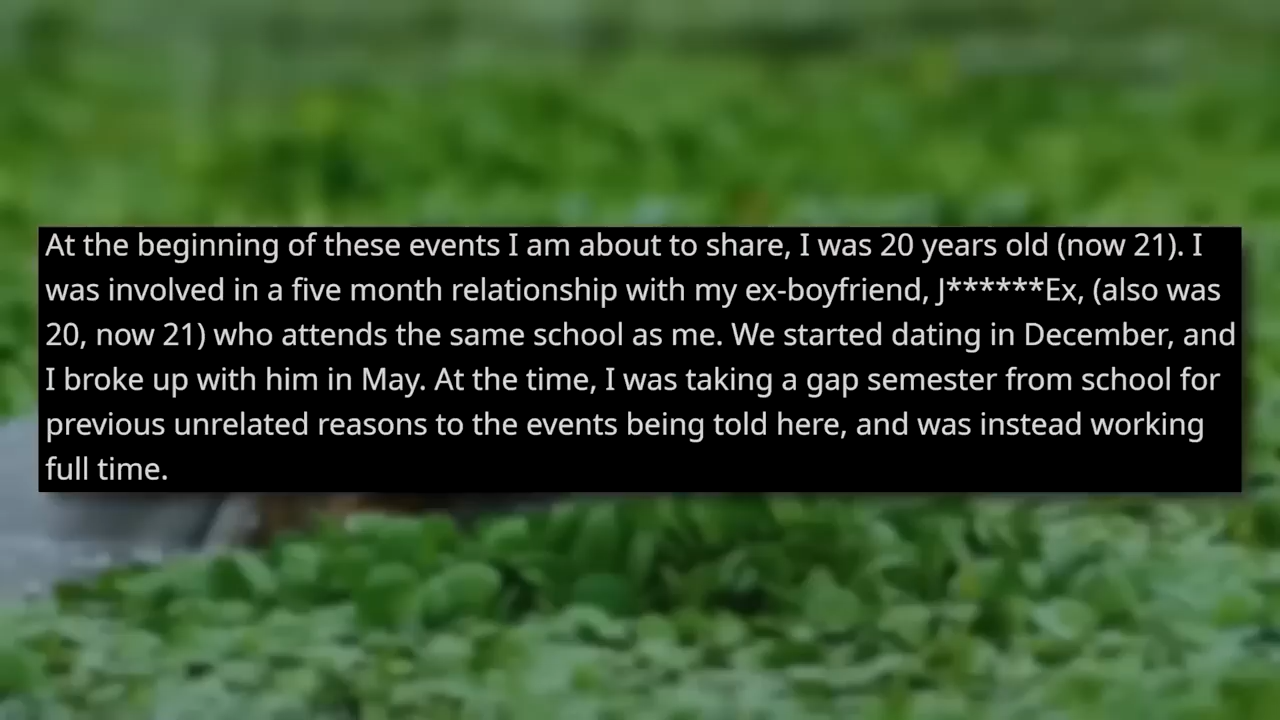 At the beginning of these events I am about to share, I was 20 years old (now 21). I
was involved in a five month relationship with my ex-boyfriend, J******Ex, (also was
20, now 21) who attends the same school as me. We started dating in December, and
I broke up with him in May. At the time, I was taking a gap semester from school for
previous unrelated reasons to the events being told here, and was instead working
full time.